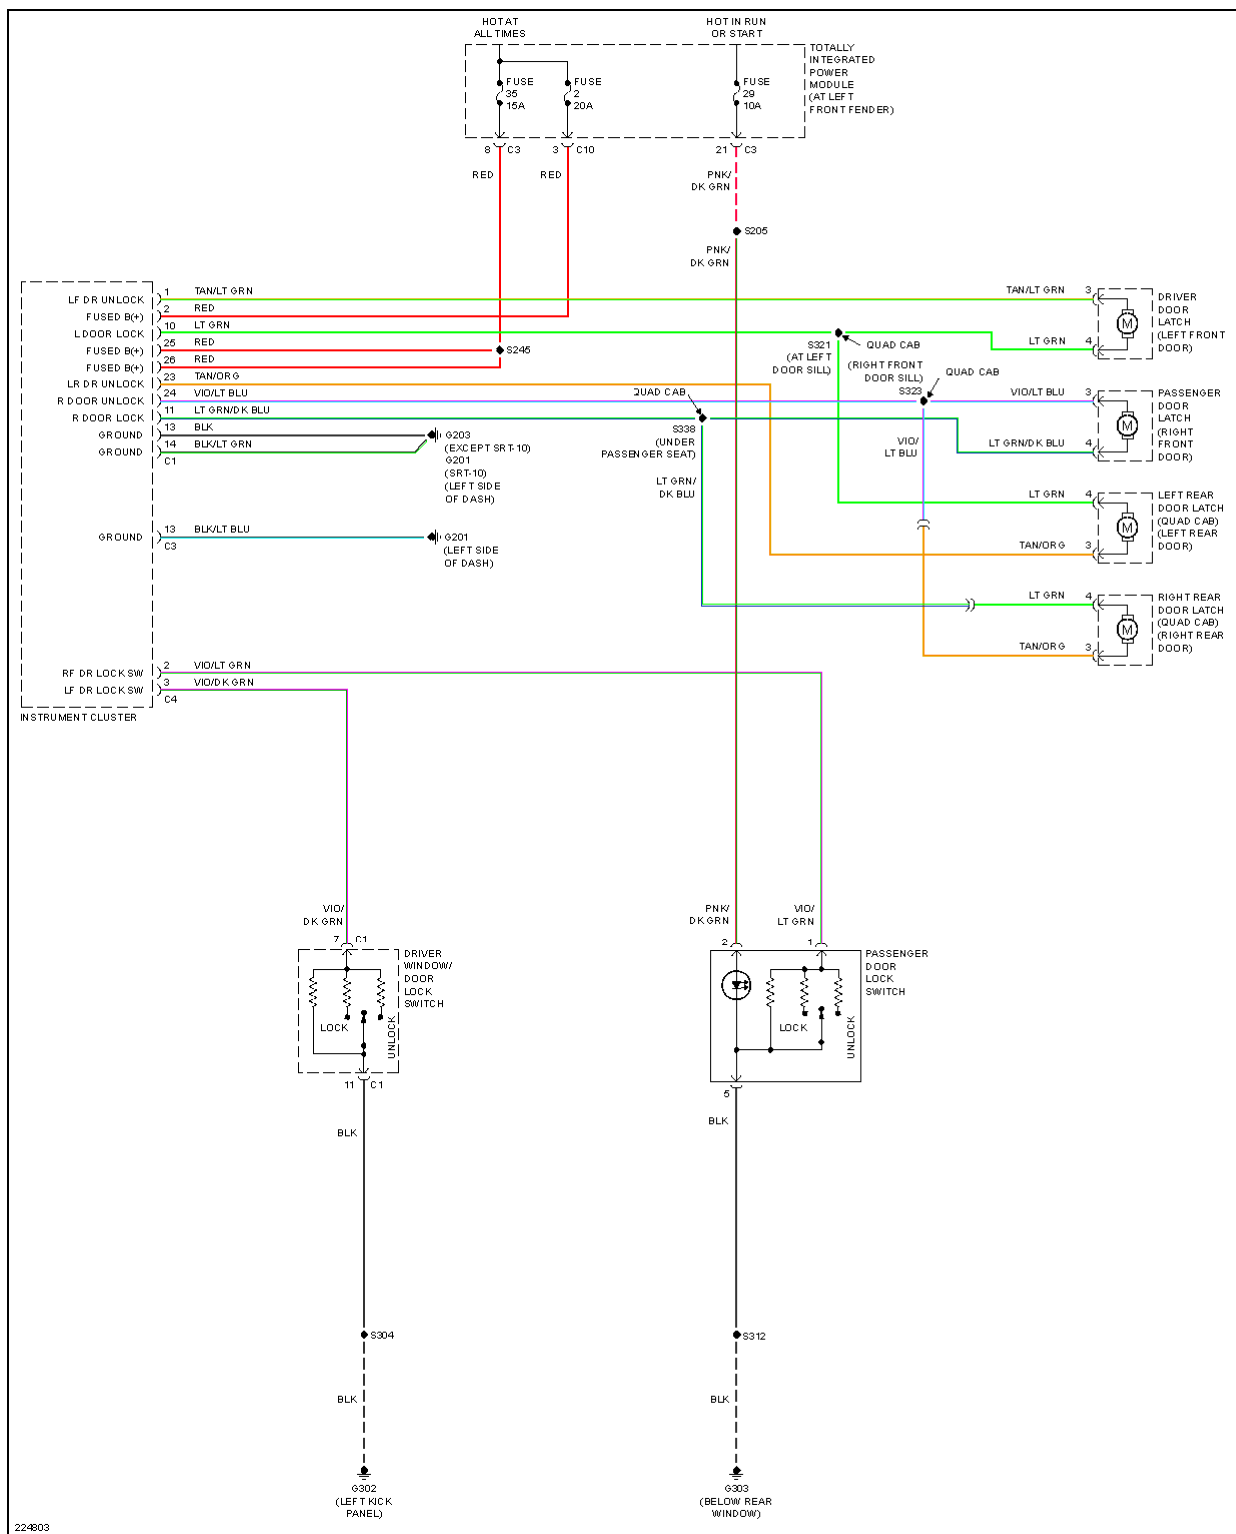 HOT AT
ALL TIMES
HOT IN RUN
OR START
TOTALLY
INTEGRATED
POWER
MODULE
(AT LEFT
FRONT FENDER)
FUSE
35
15A
FUSE
2
20A
FUSE
29
10A
8 C3
3 C10
21 C3
RED
RED
PNK/
DK GRN
S205
PNK/
DK GRN
LF DR UNLOCK
1 TAN/LT GRN
FUSED B(+)
2 RED
L DOOR LOCK
10 LT GRN
FUSED B(+)
25 RED
FUSED B(+)
26 RED
LR DR UNLOCK
23 TAN/ORG
R DOOR UNLOCK
24 VIO/LT BLU
R DOOR LOCK
11 LT GRN/DK BLU
GROUND
13 BLK
GROUND
14 BLK/LT GRN
C1
S245
G203
(EXCEPT SRT-10)
G201
(SRT-10)
(LEFT SIDE
OF DASH)
GROUND
13 BLK/LT BLU
C3
G201
(LEFT SIDE
OF DASH)
RF DR LOCK SW
2 VIO/LT GRN
LF DR LOCK SW
3 VIO/DK GRN
C4
INSTRUMENT CLUSTER
S321
(AT LEFT
DOOR SILL)
QUAD CAB
(RIGHT FRONT
DOOR SILL)
S323
QUAD CAB
QUAD CAB
S338
(UNDER
PASSENGER SEAT)
LT GRN/
DK BLU
VIO/
LT BLU
TAN/LT GRN 3
LT GRN 4
DRIVER
DOOR
LATCH
(LEFT FRONT
DOOR)
M
VIO/LT BLU 3
LT GRN/DK BLU 4
PASSENGER
DOOR
LATCH
(RIGHT
FRONT
DOOR)
M
LT GRN 4
TAN/ORG 3
LEFT REAR
DOOR LATCH
(QUAD CAB)
(LEFT REAR
DOOR)
M
LT GRN 4
TAN/ORG 3
RIGHT REAR
DOOR LATCH
(QUAD CAB)
(RIGHT REAR
DOOR)
M
VIO/
DK GRN
7 C1
DRIVER
WINDOW/
DOOR
LOCK
SWITCH
LOCK
UNLOCK
11 C1
BLK
S304
BLK
G302
(LEFT KICK
PANEL)
PNK/
DK GRN
VIO/
LT GRN
2
1
PASSENGER
DOOR
LOCK
SWITCH
LOCK
UNLOCK
5
BLK
S312
BLK
G303
(BELOW REAR
WINDOW)
224803